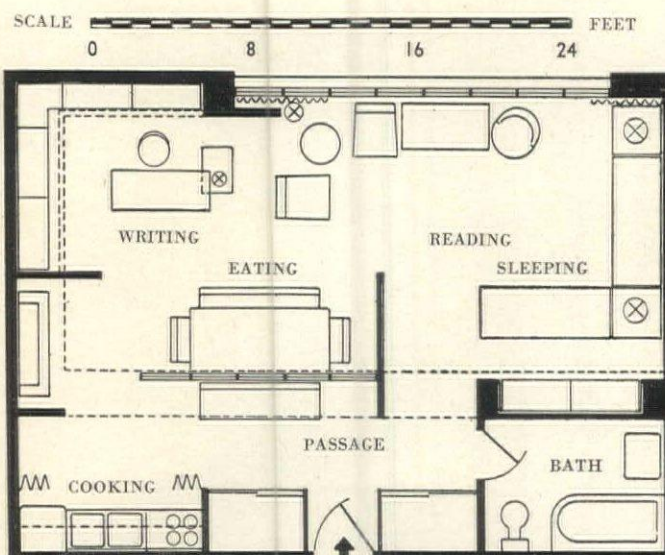 SCALE FEET
0 8 16 24
WRITING
READING
EATING
SLEEPING
PASSAGE
COOKING
BATH